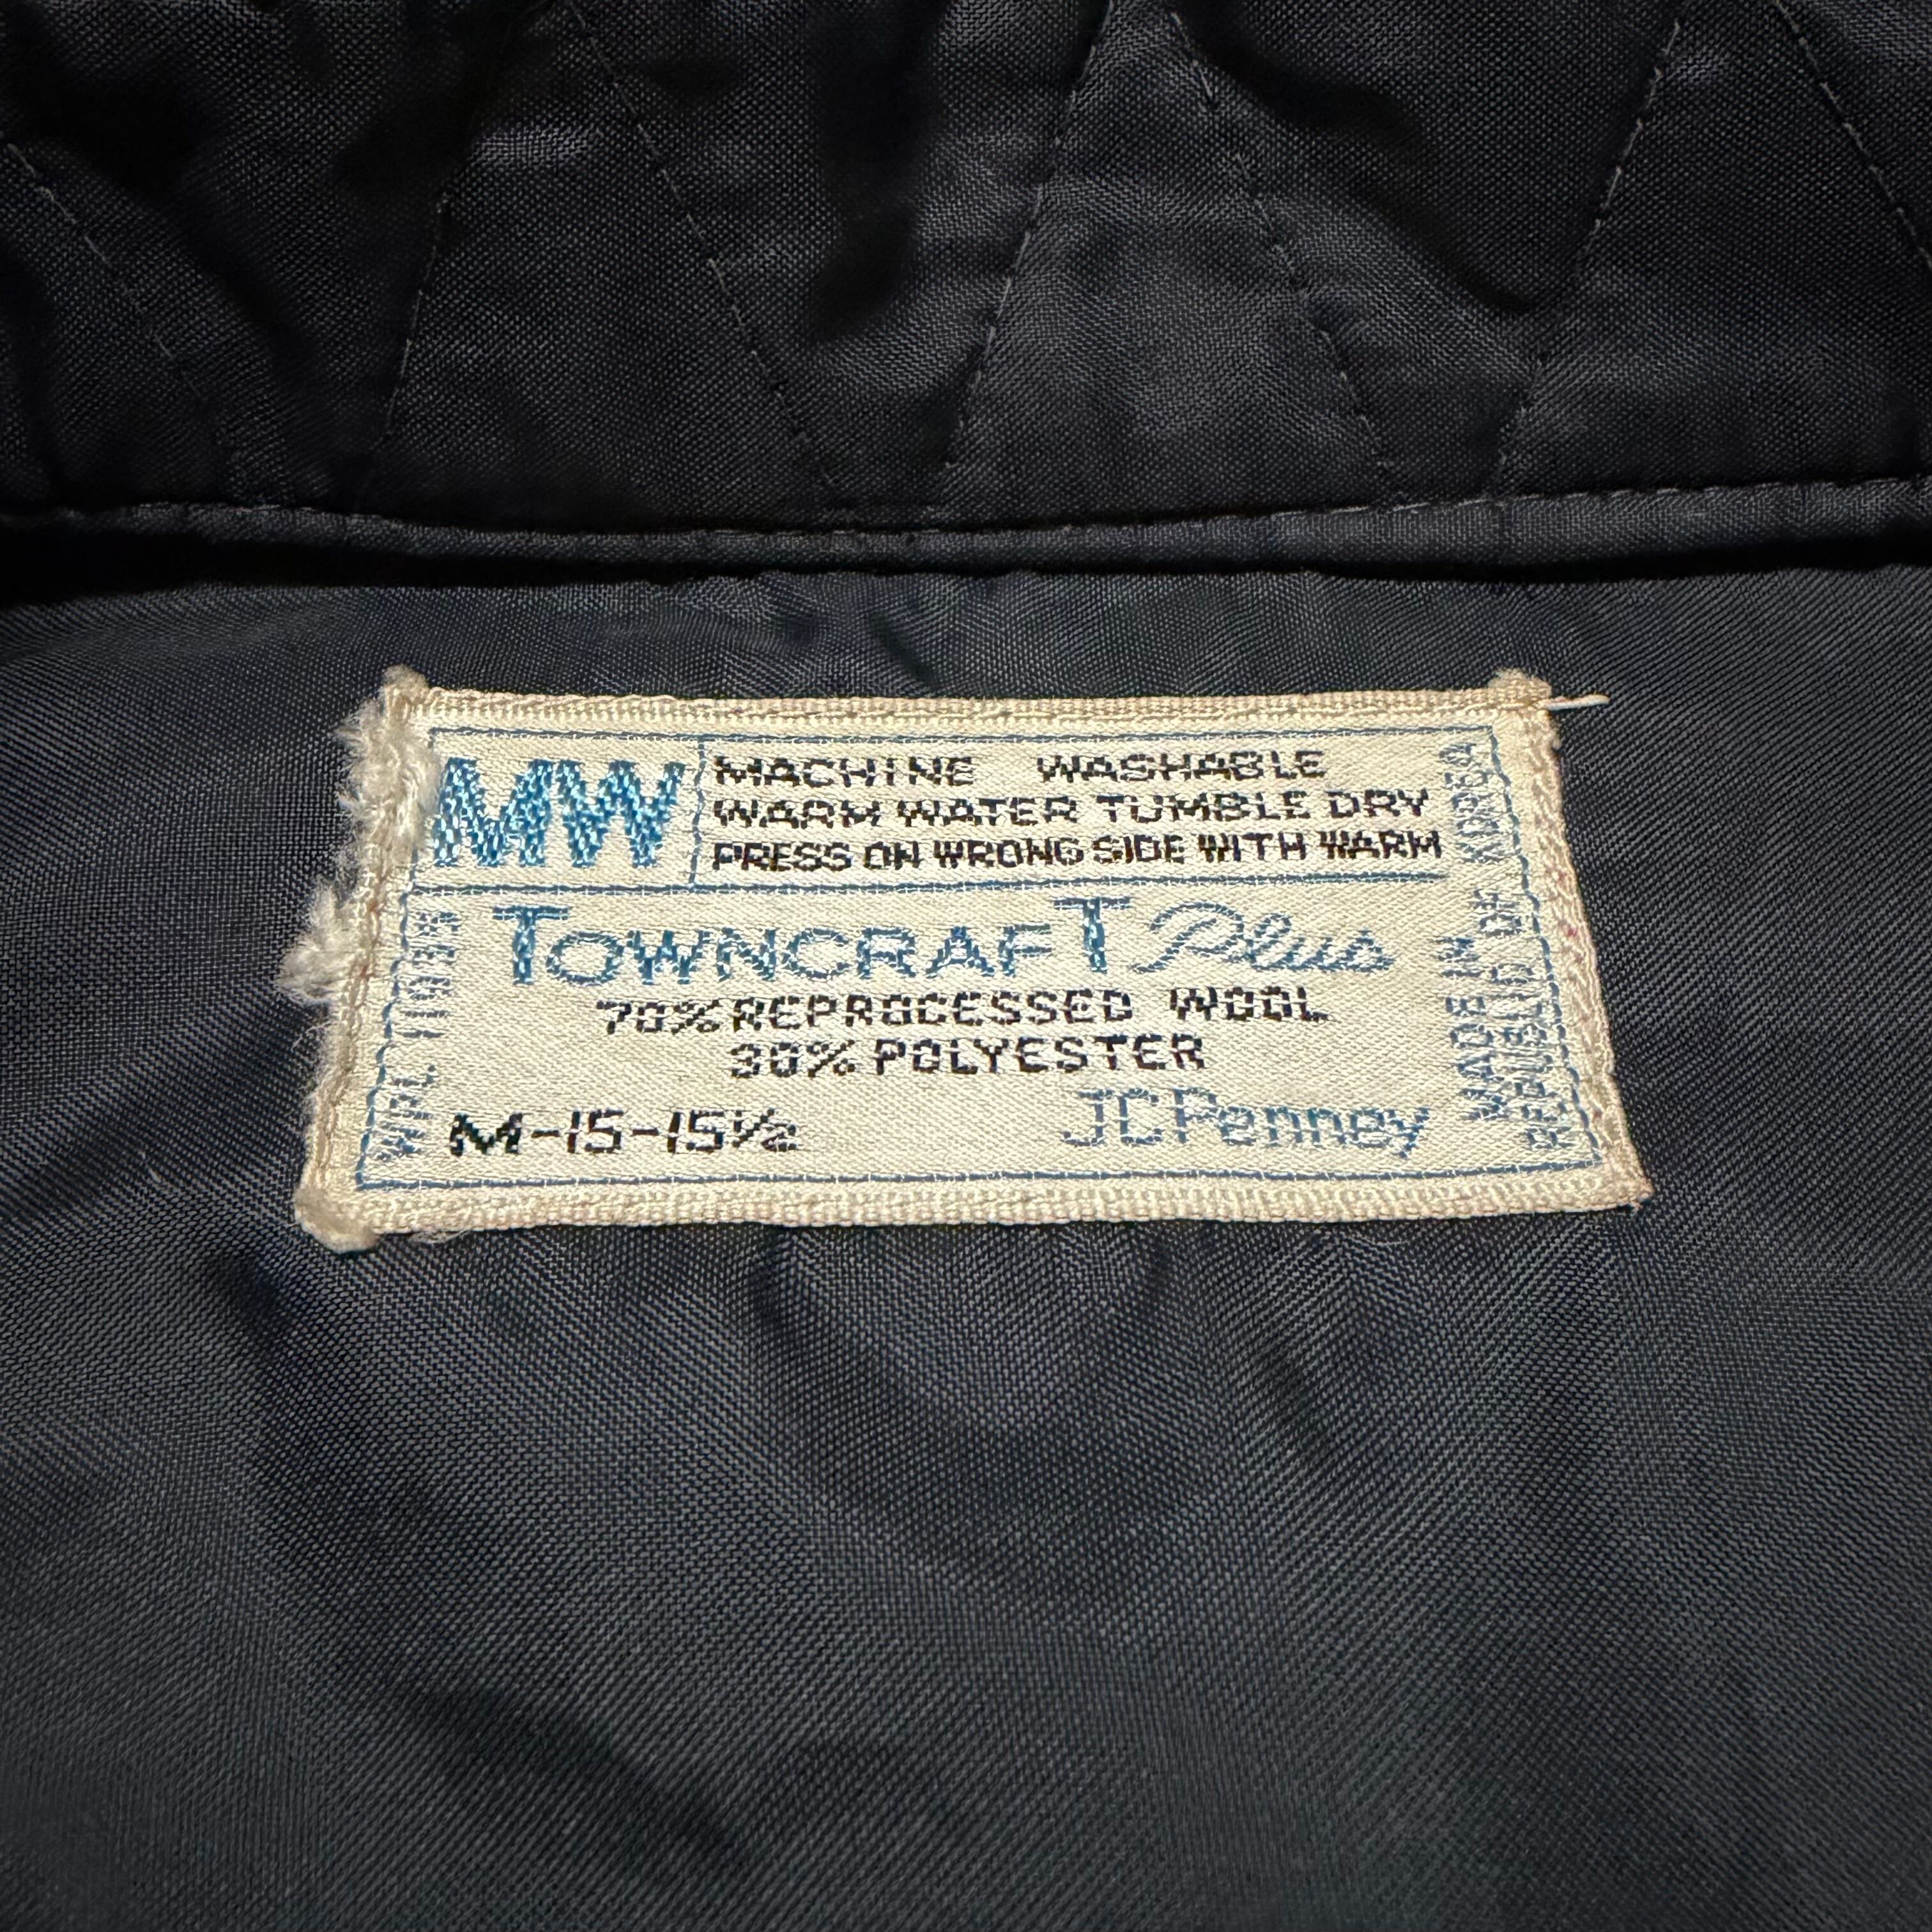 MW
MACHINE WASHABLE
WARM WATER TUMBLE DRY
PRESS ON WRONG SIDE WITH WARM
TOWNCRAFT Plus
70% REPROCESSED WOOL
30% POLYESTER
M-15-15½
JCPenney
WPL
MADE IN
REPUBLIC OF KOREA